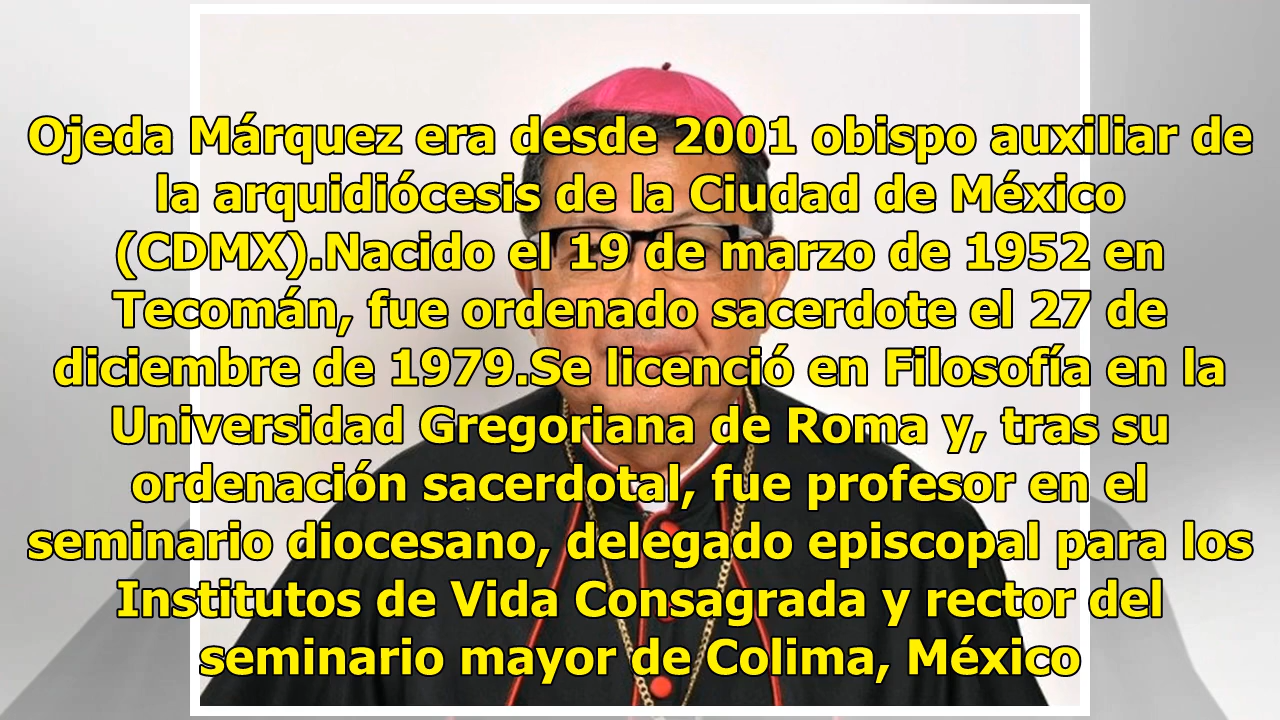 Ojeda Márquez era desde 2001 obispo auxiliar de
la arquidiócesis de la Ciudad de México
(CDMX).Nacido el 19 de marzo de 1952 en
Tecomán, fue ordenado sacerdote el 27 de
diciembre de 1979.Se licenció en Filosofía en la
Universidad Gregoriana de Roma y, tras su
ordenación sacerdotal, fue profesor en el
seminario diocesano, delegado episcopal para los
Institutos de Vida Consagrada y rector del
seminario mayor de Colima, México